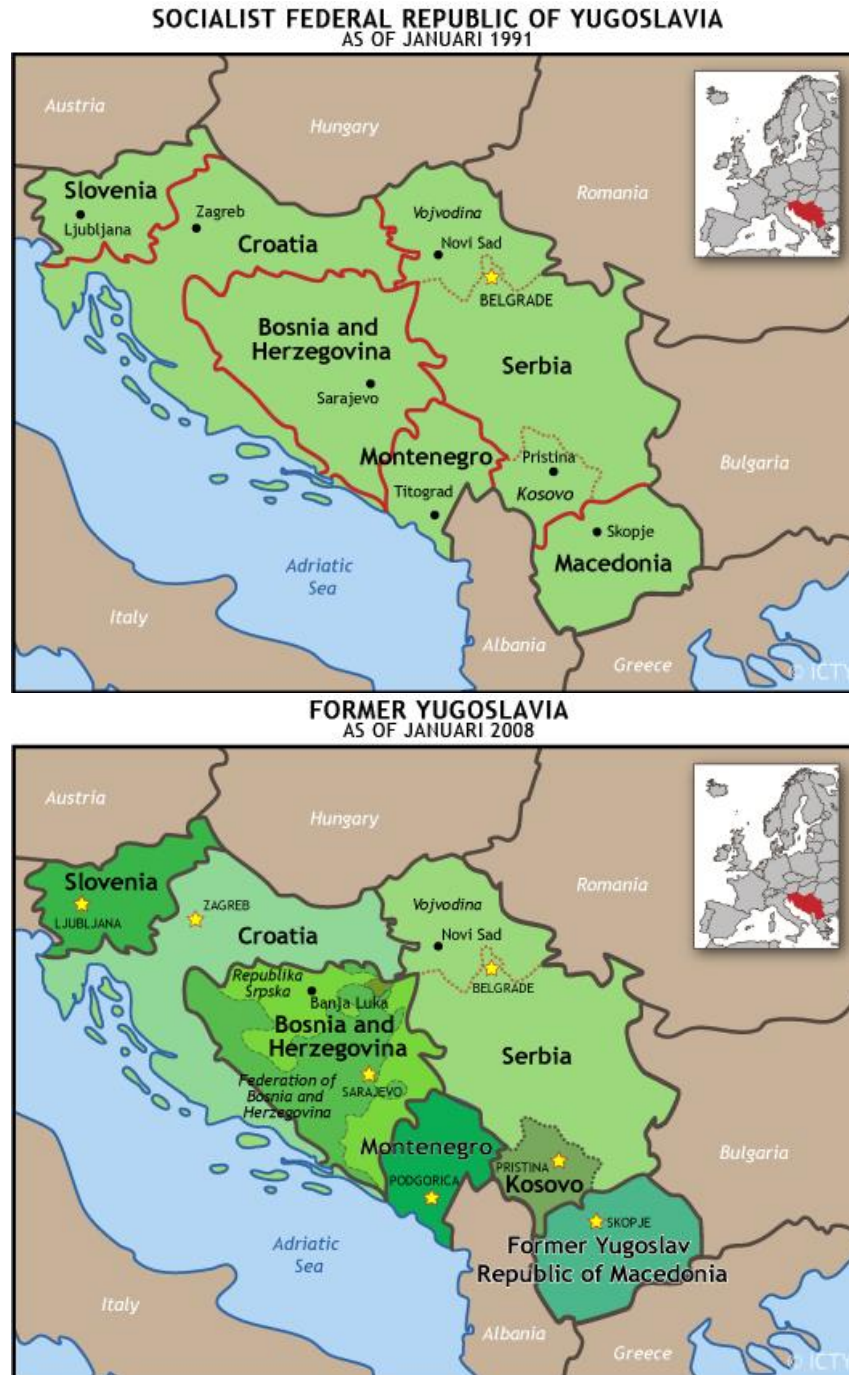 SOCIALIST FEDERAL REPUBLIC OF YUGOSLAVIA
AS OF JANUARI 1991
Austria
Hungary
Romania
Slovenia
Ljubljana
Zagreb
Croatia
Vojvodina
Novi Sad
BELGRADE
Bosnia and
Herzegovina
Sarajevo
Serbia
Montenegro
Titograd
Pristina
Kosovo
Bulgaria
Skopje
Macedonia
Adriatic
Sea
Italy
Albania
Greece
© ICTY
FORMER YUGOSLAVIA
AS OF JANUARI 2008
Austria
Hungary
Romania
Slovenia
LJUBLJANA
ZAGREB
Croatia
Vojvodina
Novi Sad
BELGRADE
Republika
Srpska
Banja Luka
Bosnia and
Herzegovina
Federation of
Bosnia and
Herzegovina
SARAJEVO
Serbia
Montenegro
PODGORICA
PRISTINA
Kosovo
Bulgaria
SKOPJE
Former Yugoslav
Republic of Macedonia
Adriatic
Sea
Italy
Albania
Greece
© ICTY